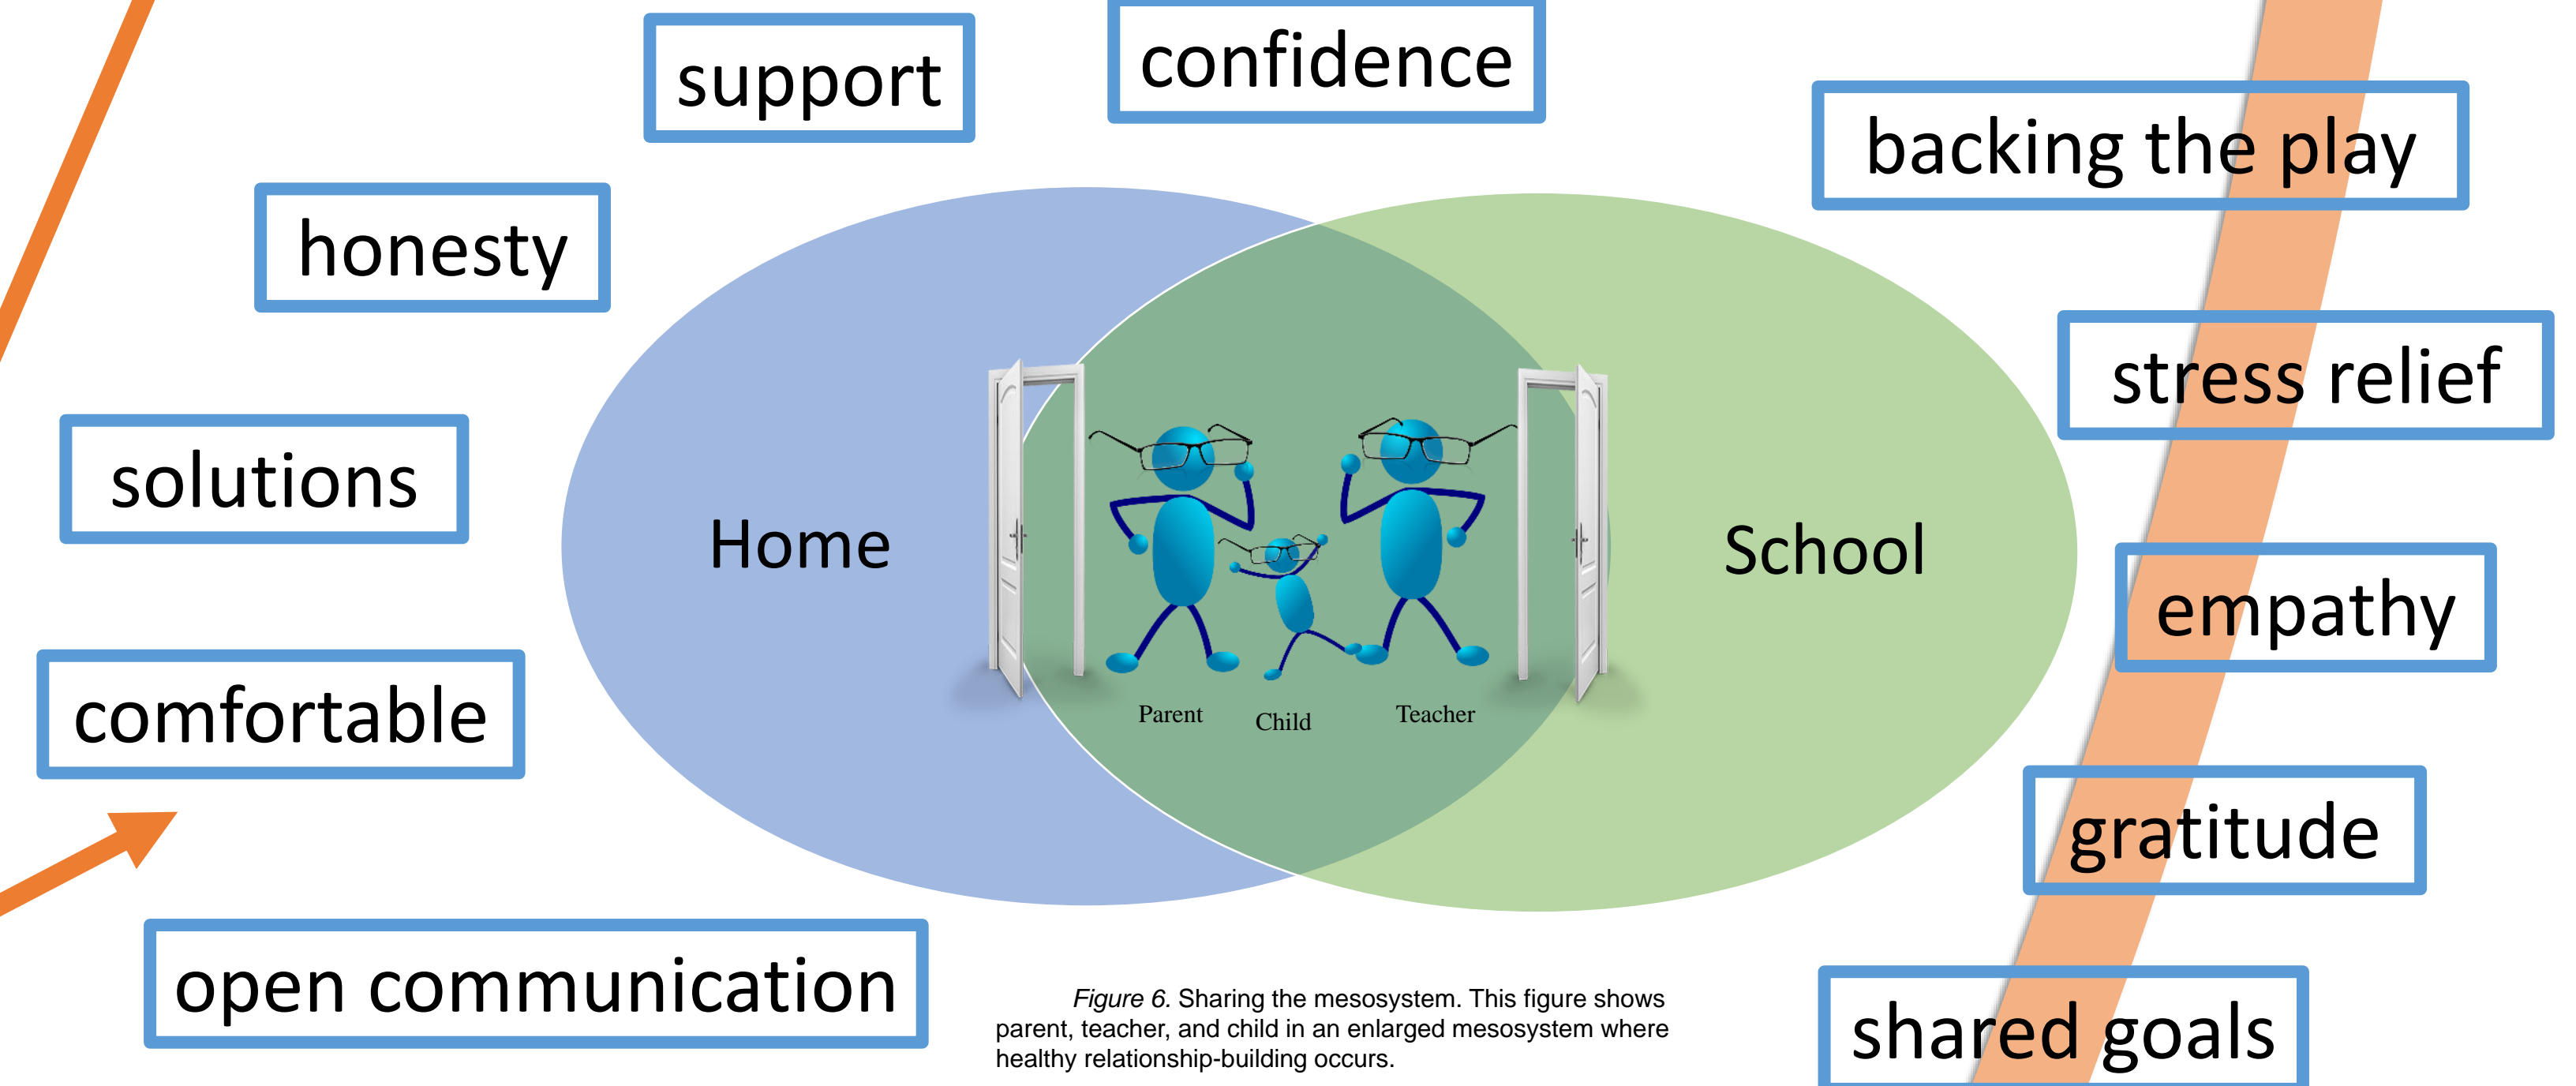 confidence
support
backing the play
honesty
stress relief
solutions
Home
School
empathy
comfortable
Parent
Child
Teacher
gratitude
open communication
shared goals
Figure 6. Sharing the mesosystem. This figure shows
parent, teacher, and child in an enlarged mesosystem where
healthy relationship-building occurs.